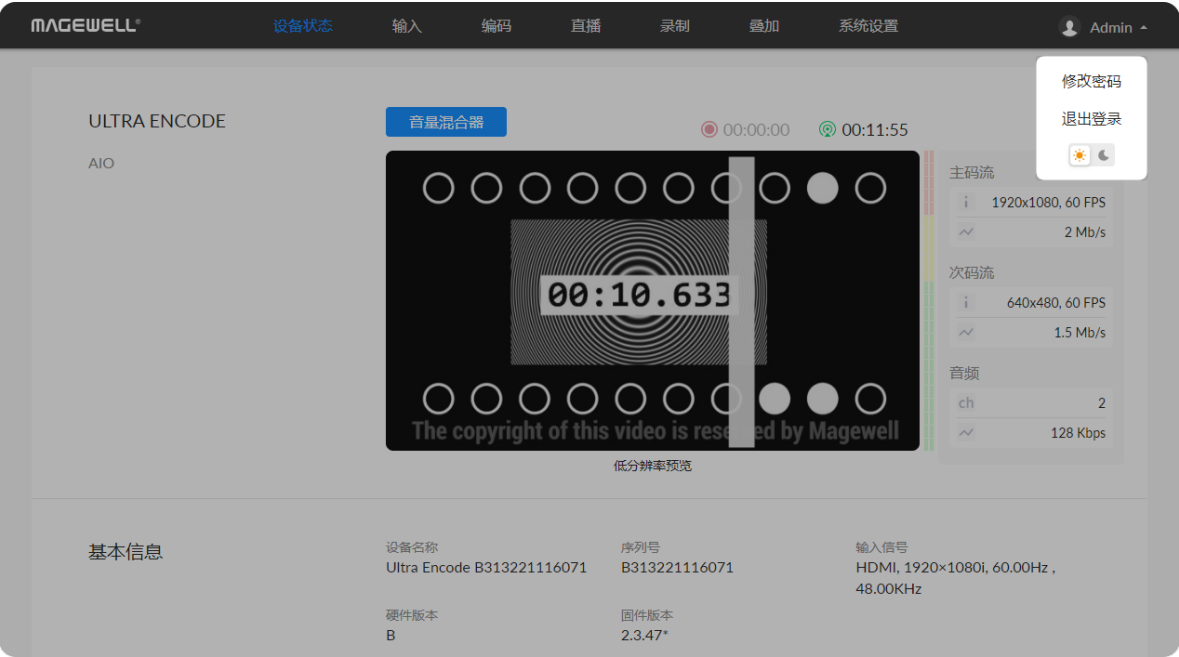 MAGEWELL®
设备状态
输入
编码
直播
录制
叠加
系统设置
Admin
修改密码
退出登录
ULTRA ENCODE
AIO
音量混合器
00:00:00
00:11:55
00:10.633
The copyright of this video is rese ed by Magewell
低分辨率预览
主码流
i 1920x1080, 60 FPS
2 Mb/s
次码流
i 640x480, 60 FPS
1.5 Mb/s
音频
ch 2
128 Kbps
基本信息
设备名称
Ultra Encode B313221116071
序列号
B313221116071
输入信号
HDMI, 1920×1080i, 60.00Hz ,
48.00KHz
硬件版本
B
固件版本
2.3.47*